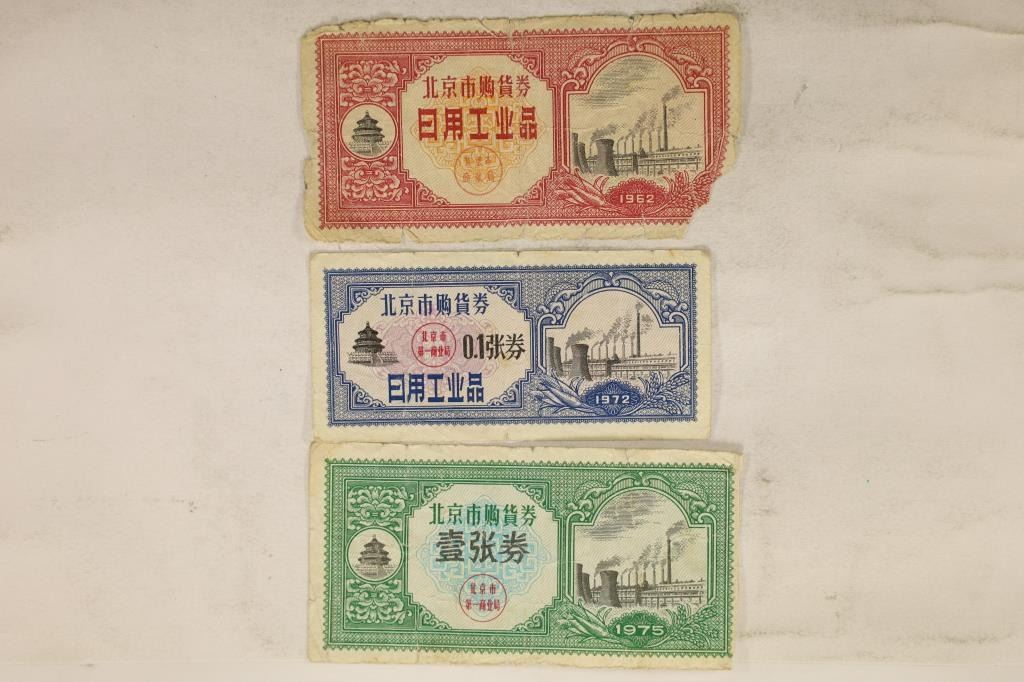 北京市购貨券
日用工业品
1962
北京市购貨券
北京市
第一商业局
0.1张券
日用工业品
1972
北京市购貨券
壹张券
北京市
第一商业局
1975